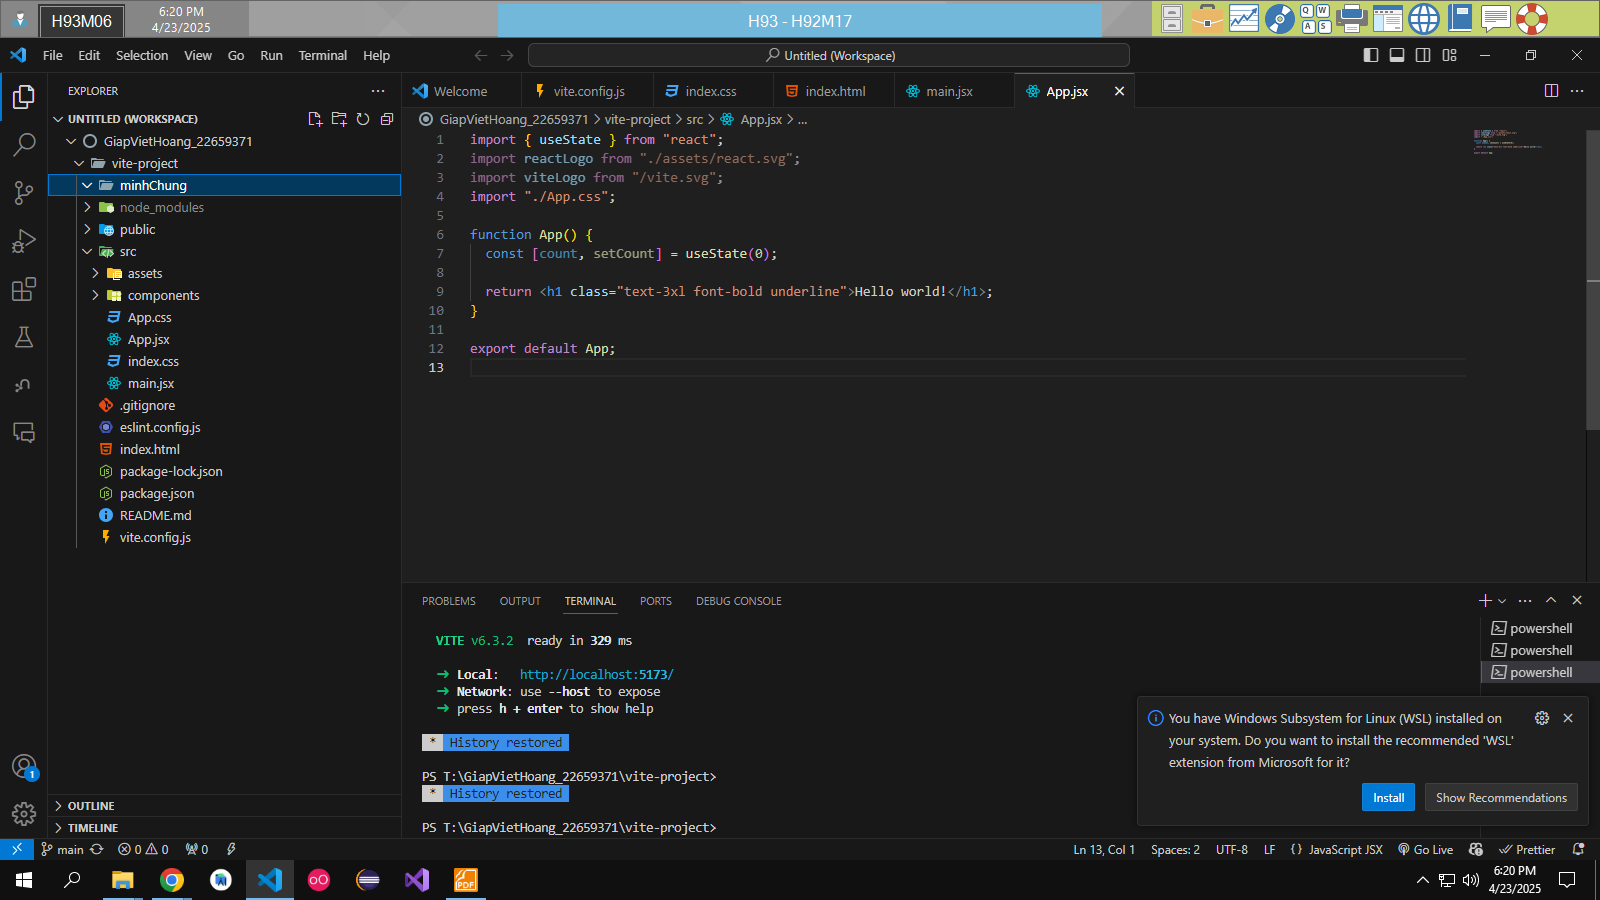 H93M06
6:20 PM
4/23/2025
H93 - H92M17
Q W
A S
File Edit Selection View Go Run Terminal Help
Untitled (Workspace)
EXPLORER
UNTITLED (WORKSPACE)
GiapVietHoang_22659371
vite-project
minhChung
node_modules
public
src
assets
components
App.css
App.jsx
index.css
main.jsx
.gitignore
eslint.config.js
index.html
package-lock.json
package.json
README.md
vite.config.js
OUTLINE
TIMELINE
Welcome vite.config.js index.css index.html main.jsx App.jsx
GiapVietHoang_22659371 > vite-project > src > App.jsx > ...
1 import { useState } from "react";
2 import reactLogo from "./assets/react.svg";
3 import viteLogo from "/vite.svg";
4 import "./App.css";
5
6 function App() {
7 const [count, setCount] = useState(0);
8
9 return <h1 class="text-3xl font-bold underline">Hello world!</h1>;
10 }
11
12 export default App;
13
PROBLEMS OUTPUT TERMINAL PORTS DEBUG CONSOLE
VITE v6.3.2 ready in 329 ms
➜ Local: http://localhost:5173/
➜ Network: use --host to expose
➜ press h + enter to show help
* History restored
PS T:\GiapVietHoang_22659371\vite-project>
* History restored
PS T:\GiapVietHoang_22659371\vite-project>
powershell
powershell
powershell
You have Windows Subsystem for Linux (WSL) installed on
your system. Do you want to install the recommended 'WSL'
extension from Microsoft for it?
Install Show Recommendations
1
main 0 0 0
Ln 13, Col 1 Spaces: 2 UTF-8 LF {} JavaScript JSX Go Live Prettier
PDF
6:20 PM
4/23/2025